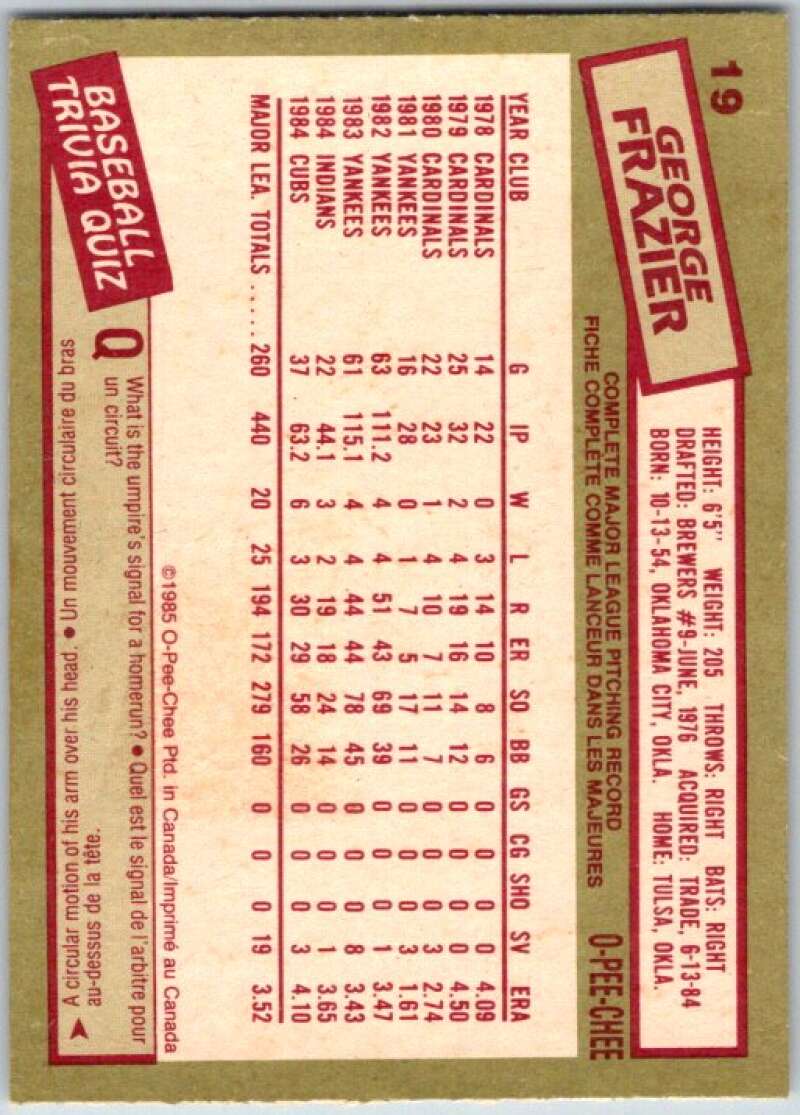 19
GEORGE
FRAZIER
HEIGHT: 6'5" WEIGHT: 205 THROWS: RIGHT BATS: RIGHT
DRAFTED: BREWERS #9-JUNE, 1976 ACQUIRED: TRADE, 6-13-84
BORN: 10-13-54, OKLAHOMA CITY, OKLA. HOME: TULSA, OKLA.
COMPLETE MAJOR LEAGUE PITCHING RECORD
FICHE COMPLÈTE COMME LANCEUR DANS LES MAJEURES
O-PEE-CHEE
YEAR CLUB G IP W L R ER SO BB GS CG SHO SV ERA
1978 CARDINALS 14 22 0 3 14 10 8 6 0 0 0 0 4.09
1979 CARDINALS 25 32 2 4 19 16 14 12 0 0 0 0 4.50
1980 CARDINALS 22 23 1 4 10 7 11 7 0 0 0 3 2.74
1981 YANKEES 16 28 0 1 7 5 17 11 0 0 0 3 1.61
1982 YANKEES 63 111.2 4 4 51 43 69 39 0 0 0 1 3.47
1983 YANKEES 61 115.1 4 4 44 44 78 45 0 0 0 8 3.43
1984 INDIANS 22 44.1 3 2 19 18 24 14 0 0 0 1 3.65
1984 CUBS 37 63.2 6 3 30 29 58 26 0 0 0 3 4.10
MAJOR LEA. TOTALS ..... 260 440 20 25 194 172 279 160 0 0 0 19 3.52
©1985 O-Pee-Chee Ptd. in Canada/Imprimé au Canada
BASEBALL
TRIVIA QUIZ
Q What is the umpire's signal for a homerun? • Quel est le signal de l'arbitre pour
un circuit?
A circular motion of his arm over his head. • Un mouvement circulaire du bras
au-dessus de la tête.